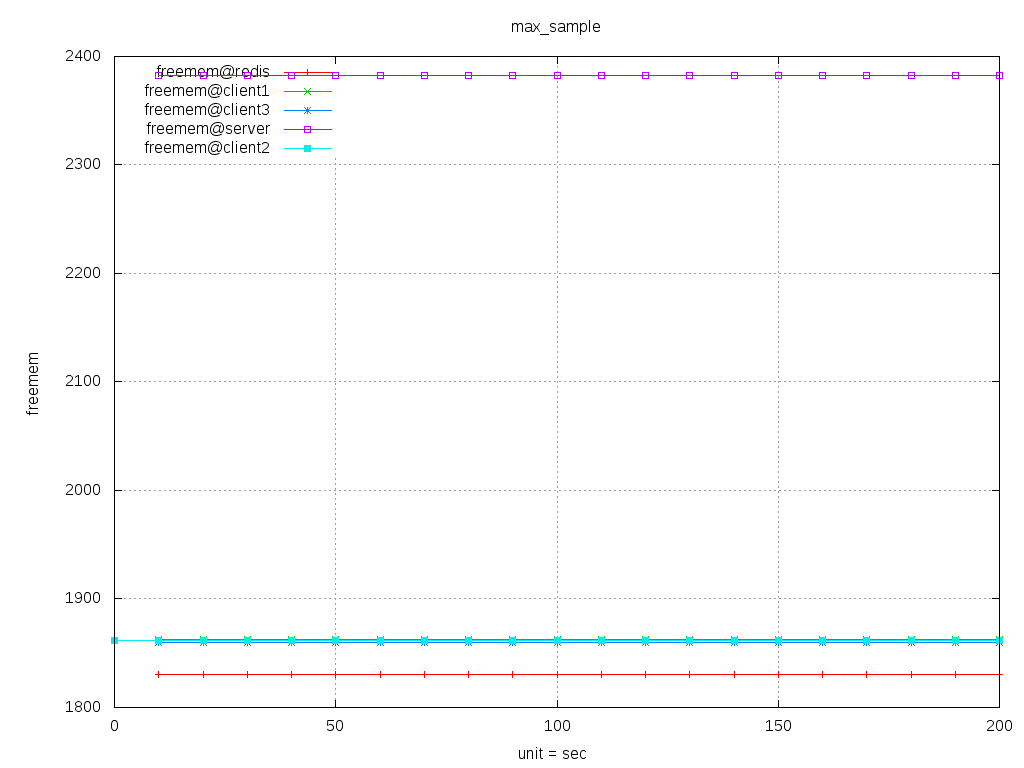 max_sample
2400
freemem@redis
freemem@client1
freemem@client3
freemem@server
freemem@client2
2300
2200
2100
freemem
2000
1900
1800
0 50 100 150 200
unit = sec